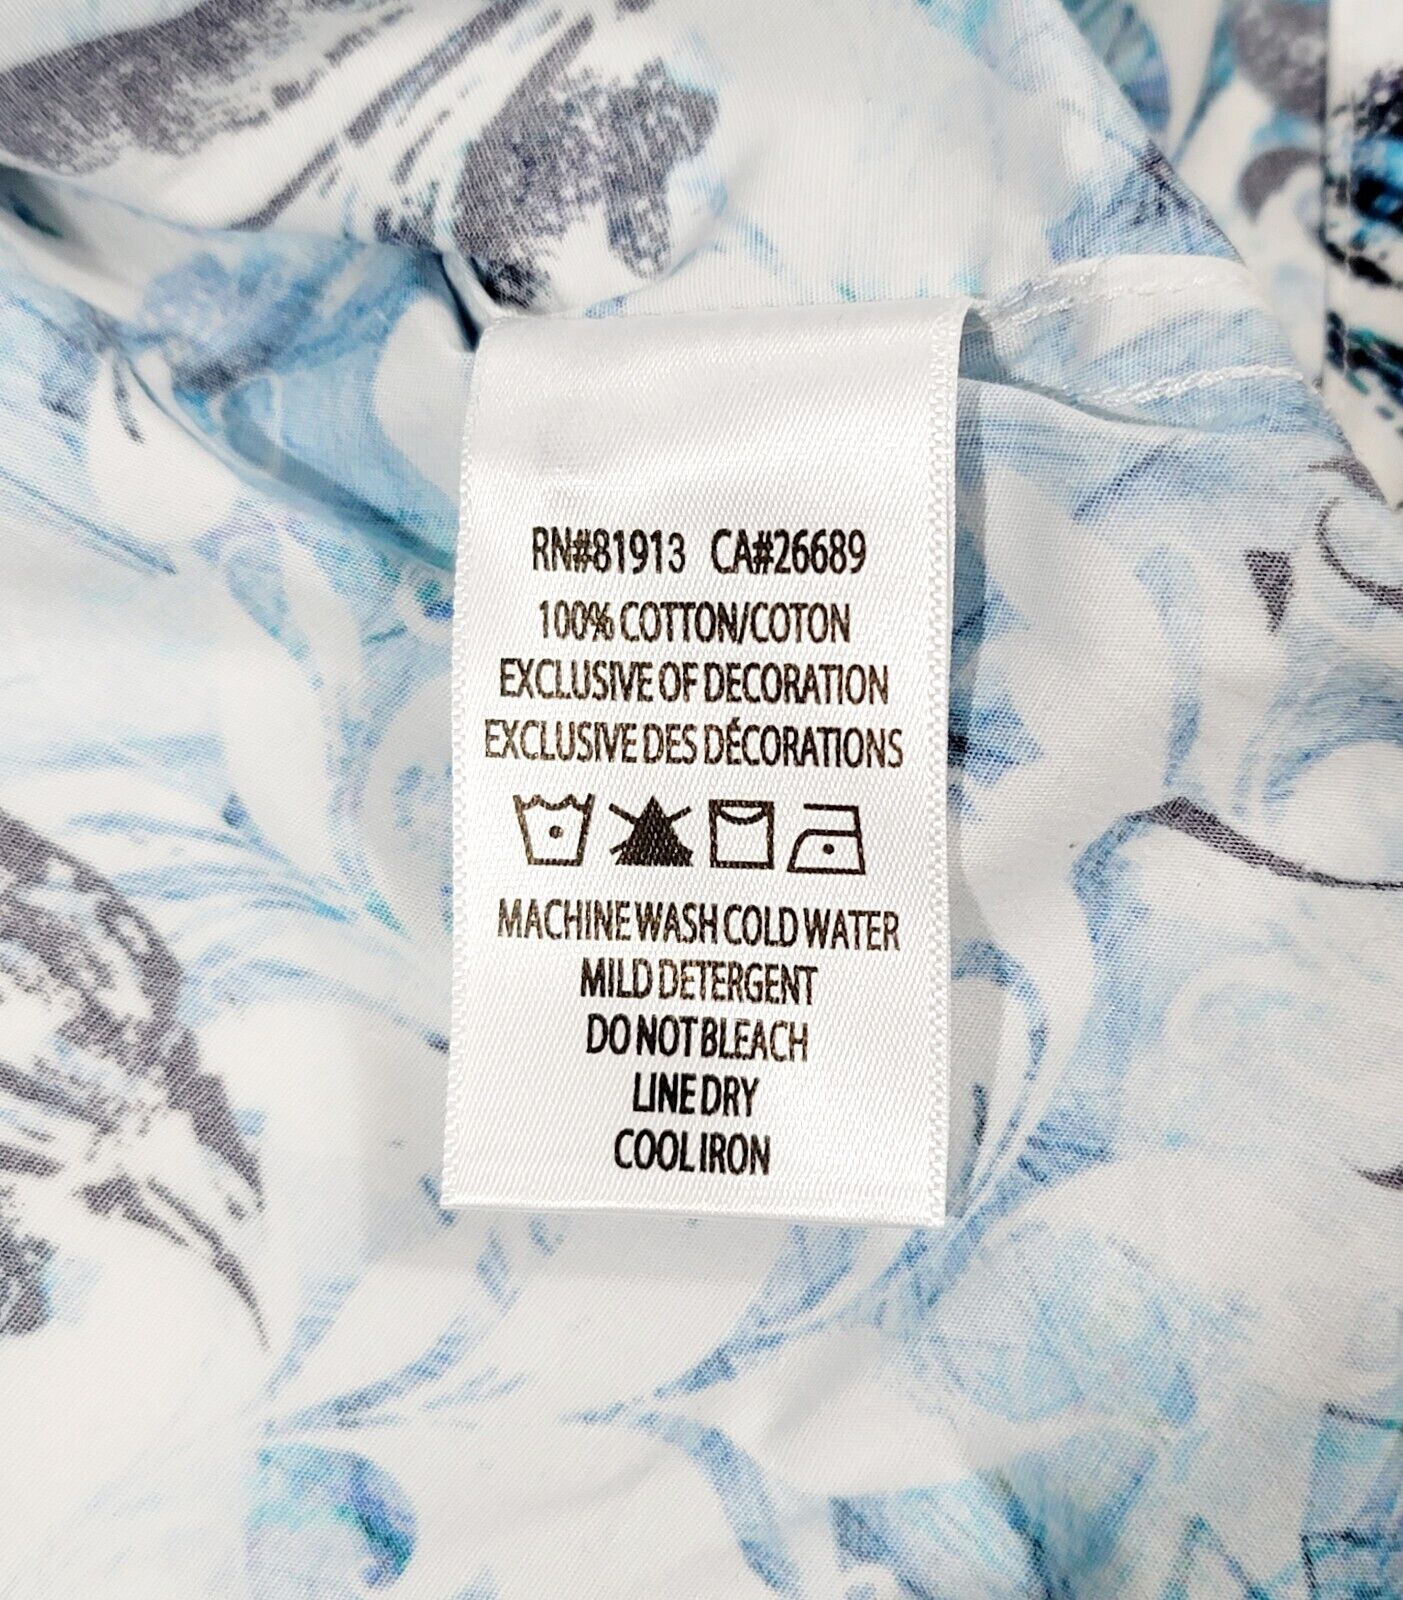 RN#81913 CA#26689
100% COTTON/COTON
EXCLUSIVE OF DECORATION
EXCLUSIVE DES DÉCORATIONS
MACHINE WASH COLD WATER
MILD DETERGENT
DO NOT BLEACH
LINE DRY
COOL IRON